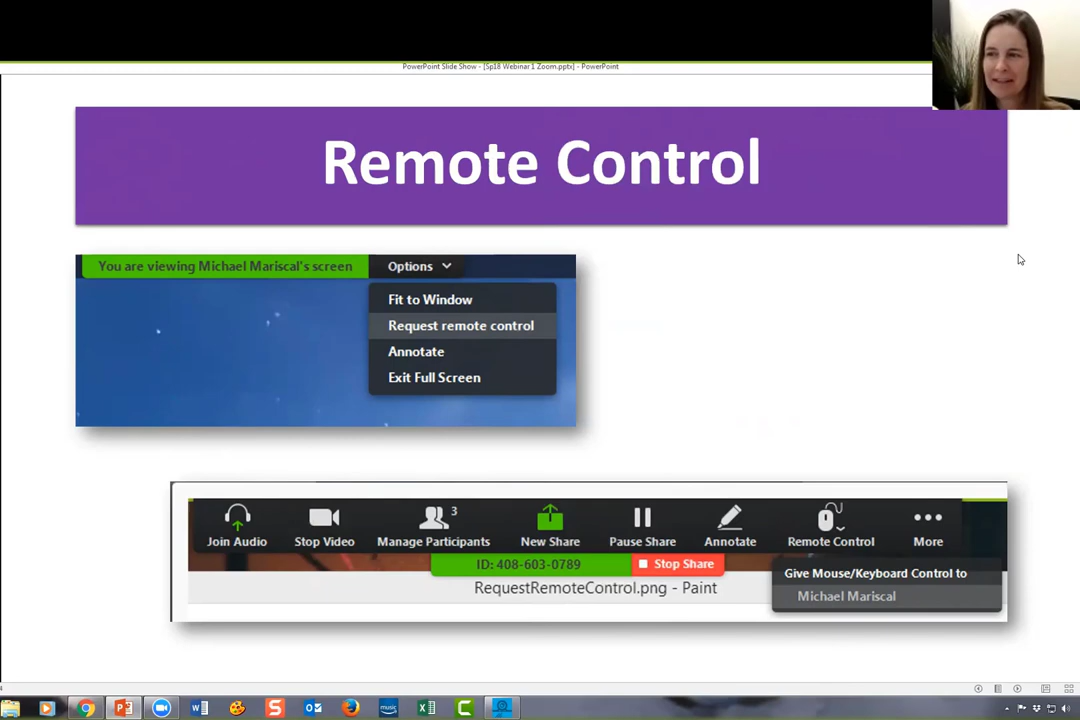 PowerPoint Slide Show - [Sp18 Webinar 1 Zoom.pptx] - PowerPoint
Remote Control
You are viewing Michael Mariscal's screen Options
Fit to Window
Request remote control
Annotate
Exit Full Screen
3
Join Audio Stop Video Manage Participants New Share Pause Share Annotate Remote Control More
ID: 408-603-0789 Stop Share
Give Mouse/Keyboard Control to
RequestRemoteControl.png - Paint
Michael Mariscal
music